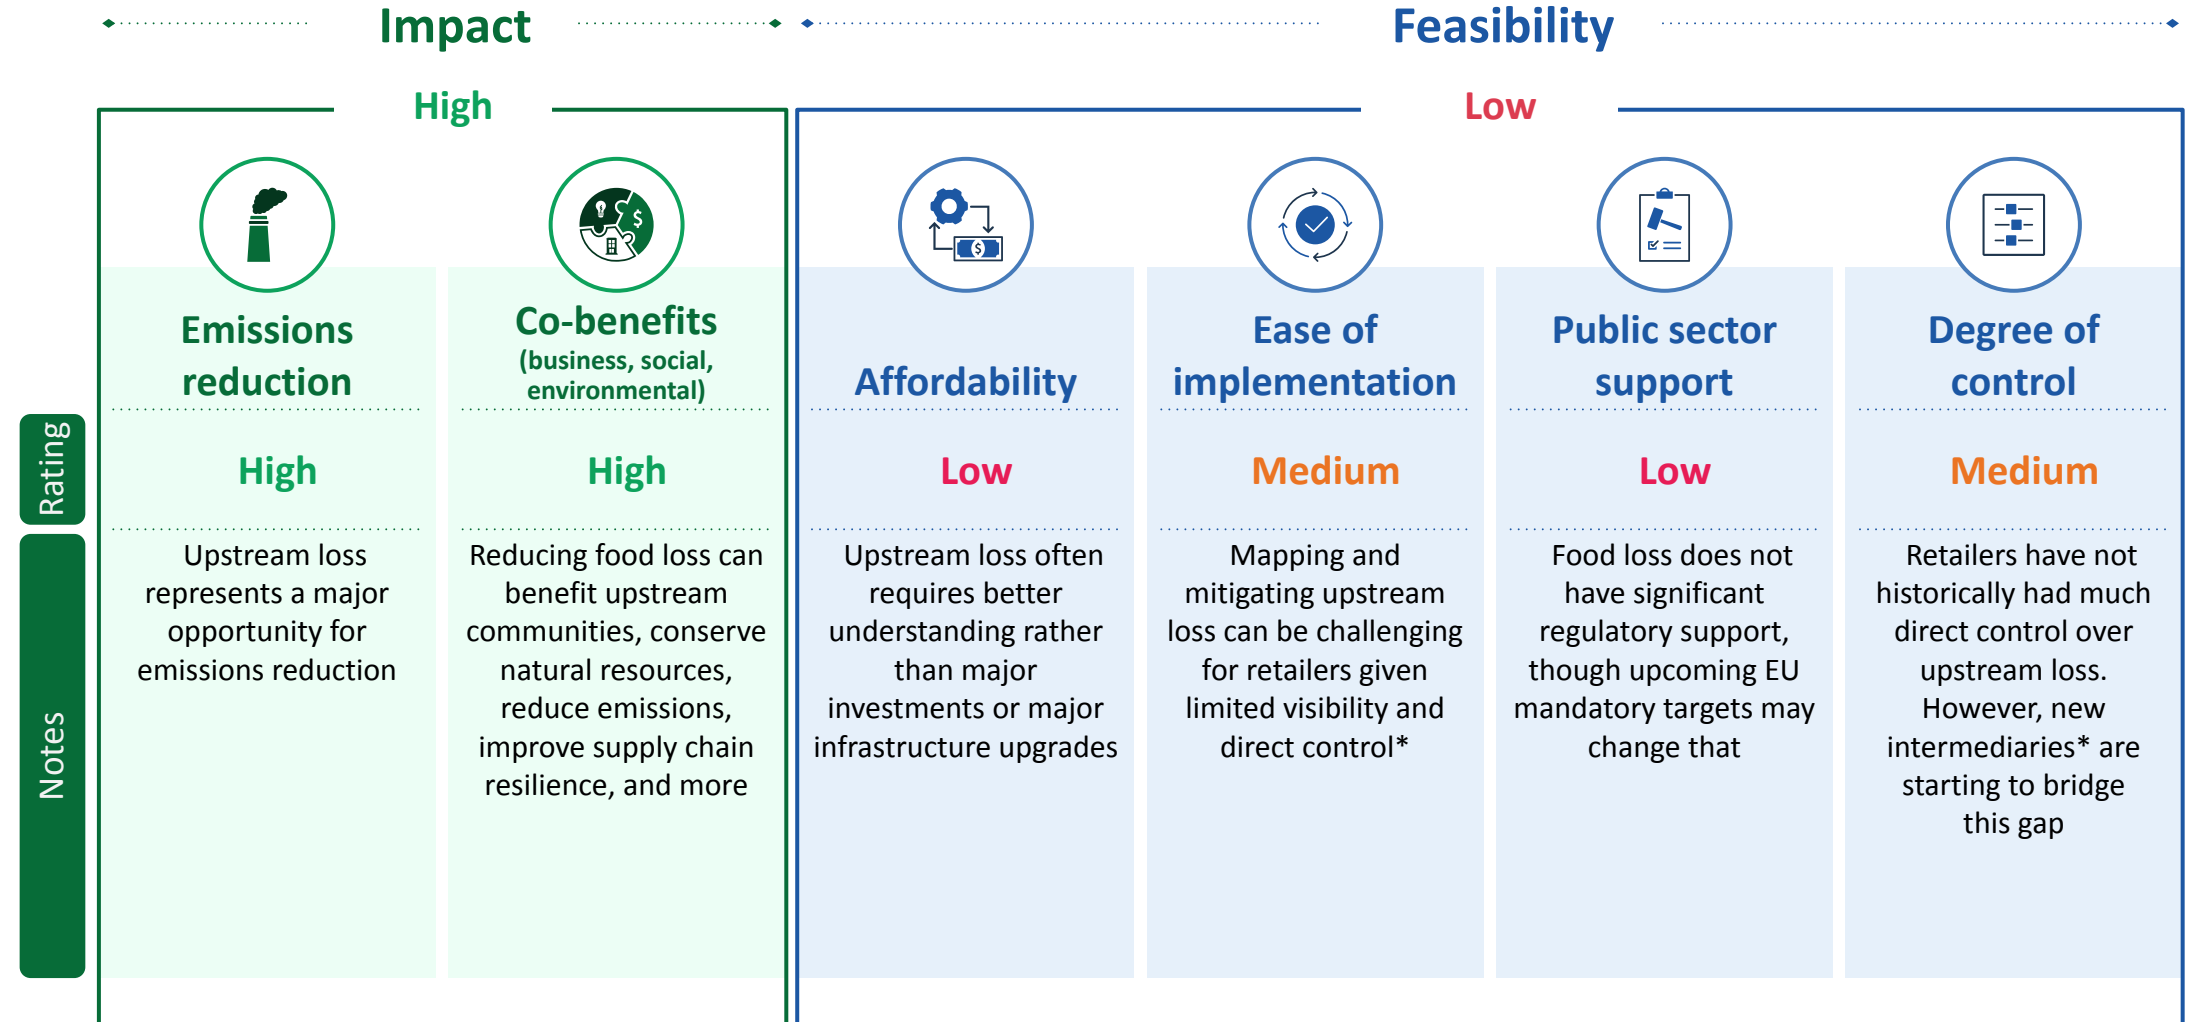 Impact
Feasibility
High
Low
Emissions
reduction
Co-benefits
(business, social,
environmental)
Affordability
Ease of
implementation
Public sector
support
Degree of
control
Rating
High
High
Low
Medium
Low
Medium
Notes
Upstream loss
represents a major
opportunity for
emissions reduction
Reducing food loss can
benefit upstream
communities, conserve
natural resources,
reduce emissions,
improve supply chain
resilience, and more
Upstream loss often
requires better
understanding rather
than major
investments or major
infrastructure upgrades
Mapping and
mitigating upstream
loss can be challenging
for retailers given
limited visibility and
direct control*
Food loss does not
have significant
regulatory support,
though upcoming EU
mandatory targets may
change that
Retailers have not
historically had much
direct control over
upstream loss.
However, new
intermediaries* are
starting to bridge
this gap